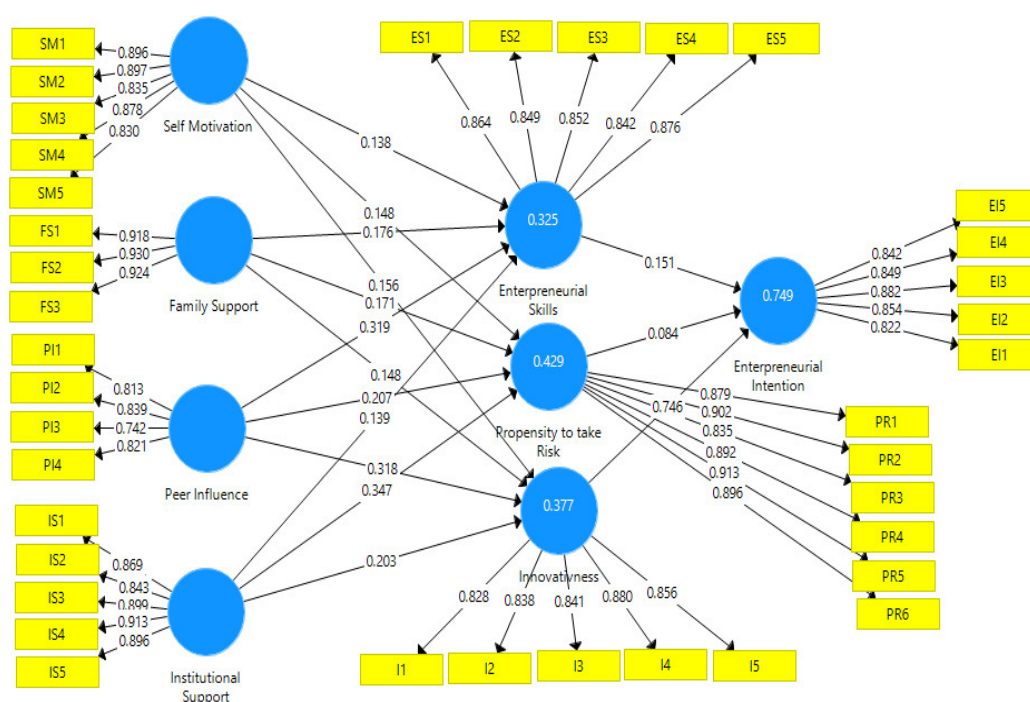 SM1
SM2
SM3
SM4
SM5
0.896
0.897
0.835
0.878
0.830
Self Motivation
FS1
FS2
FS3
0.918
0.930
0.924
Family Support
PI1
PI2
PI3
PI4
0.813
0.839
0.742
0.821
Peer Influence
IS1
IS2
IS3
IS4
IS5
0.869
0.843
0.899
0.913
0.896
Institutional
Support
0.138
0.148
0.176
0.156
0.171
0.319
0.148
0.207
0.139
0.318
0.347
0.203
ES1
ES2
ES3
ES4
ES5
0.864
0.849
0.852
0.842
0.876
0.325
Enterpreneurial
Skills
0.429
Propensity to take
Risk
0.377
Innovativness
0.828
0.838
0.841
0.880
0.856
I1
I2
I3
I4
I5
0.151
0.084
0.746
0.749
Enterpreneurial
Intention
0.842
0.849
0.882
0.854
0.822
EI5
EI4
EI3
EI2
EI1
0.879
0.902
0.835
0.892
0.913
0.896
PR1
PR2
PR3
PR4
PR5
PR6